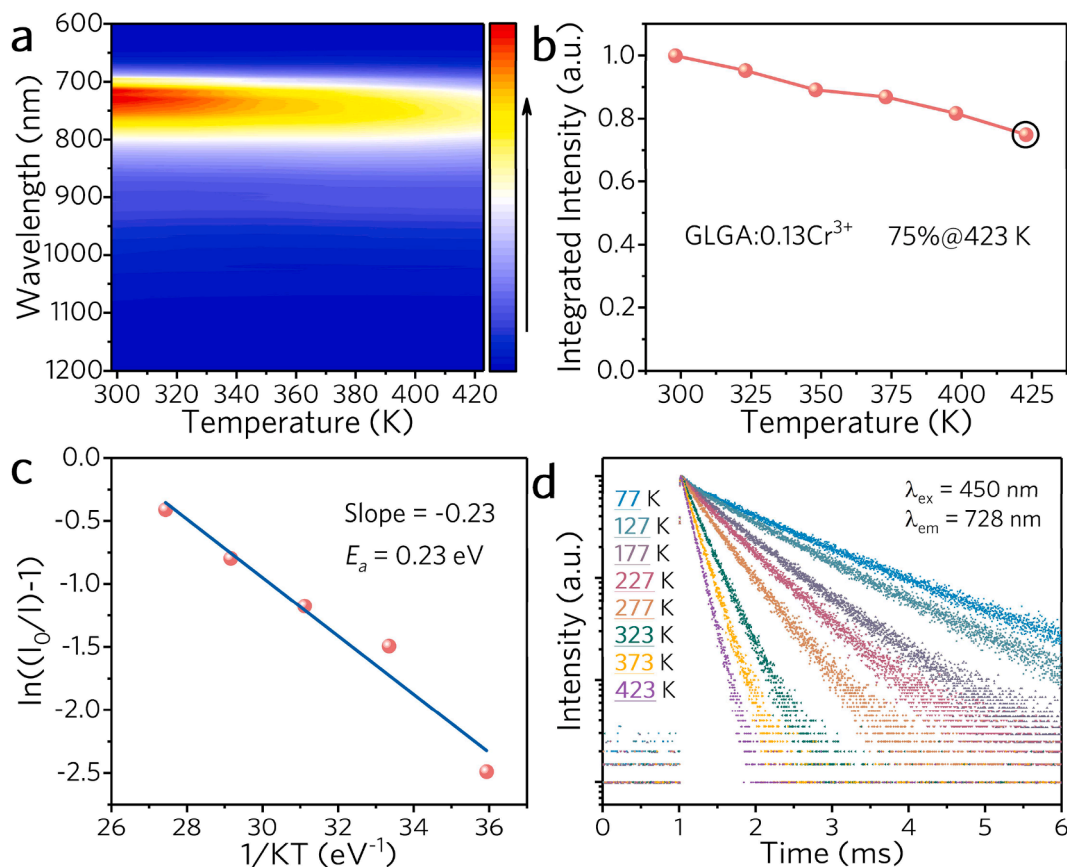 a
600
700
800
900
1000
1100
1200
Wavelength (nm)
300 320 340 360 380 400 420
Temperature (K)
b
1.0
0.8
0.6
0.4
0.2
0.0
Integrated Intensity (a.u.)
GLGA:0.13Cr³⁺ 75%@423 K
300 325 350 375 400 425
Temperature (K)
c
0.0
-0.5
-1.0
-1.5
-2.0
-2.5
ln((I₀/I)-1)
Slope = -0.23
Eₐ = 0.23 eV
26 28 30 32 34 36
1/KT (eV⁻¹)
d
Intensity (a.u.)
77 K
127 K
177 K
227 K
277 K
323 K
373 K
423 K
λex = 450 nm
λem = 728 nm
0 1 2 3 4 5 6
Time (ms)